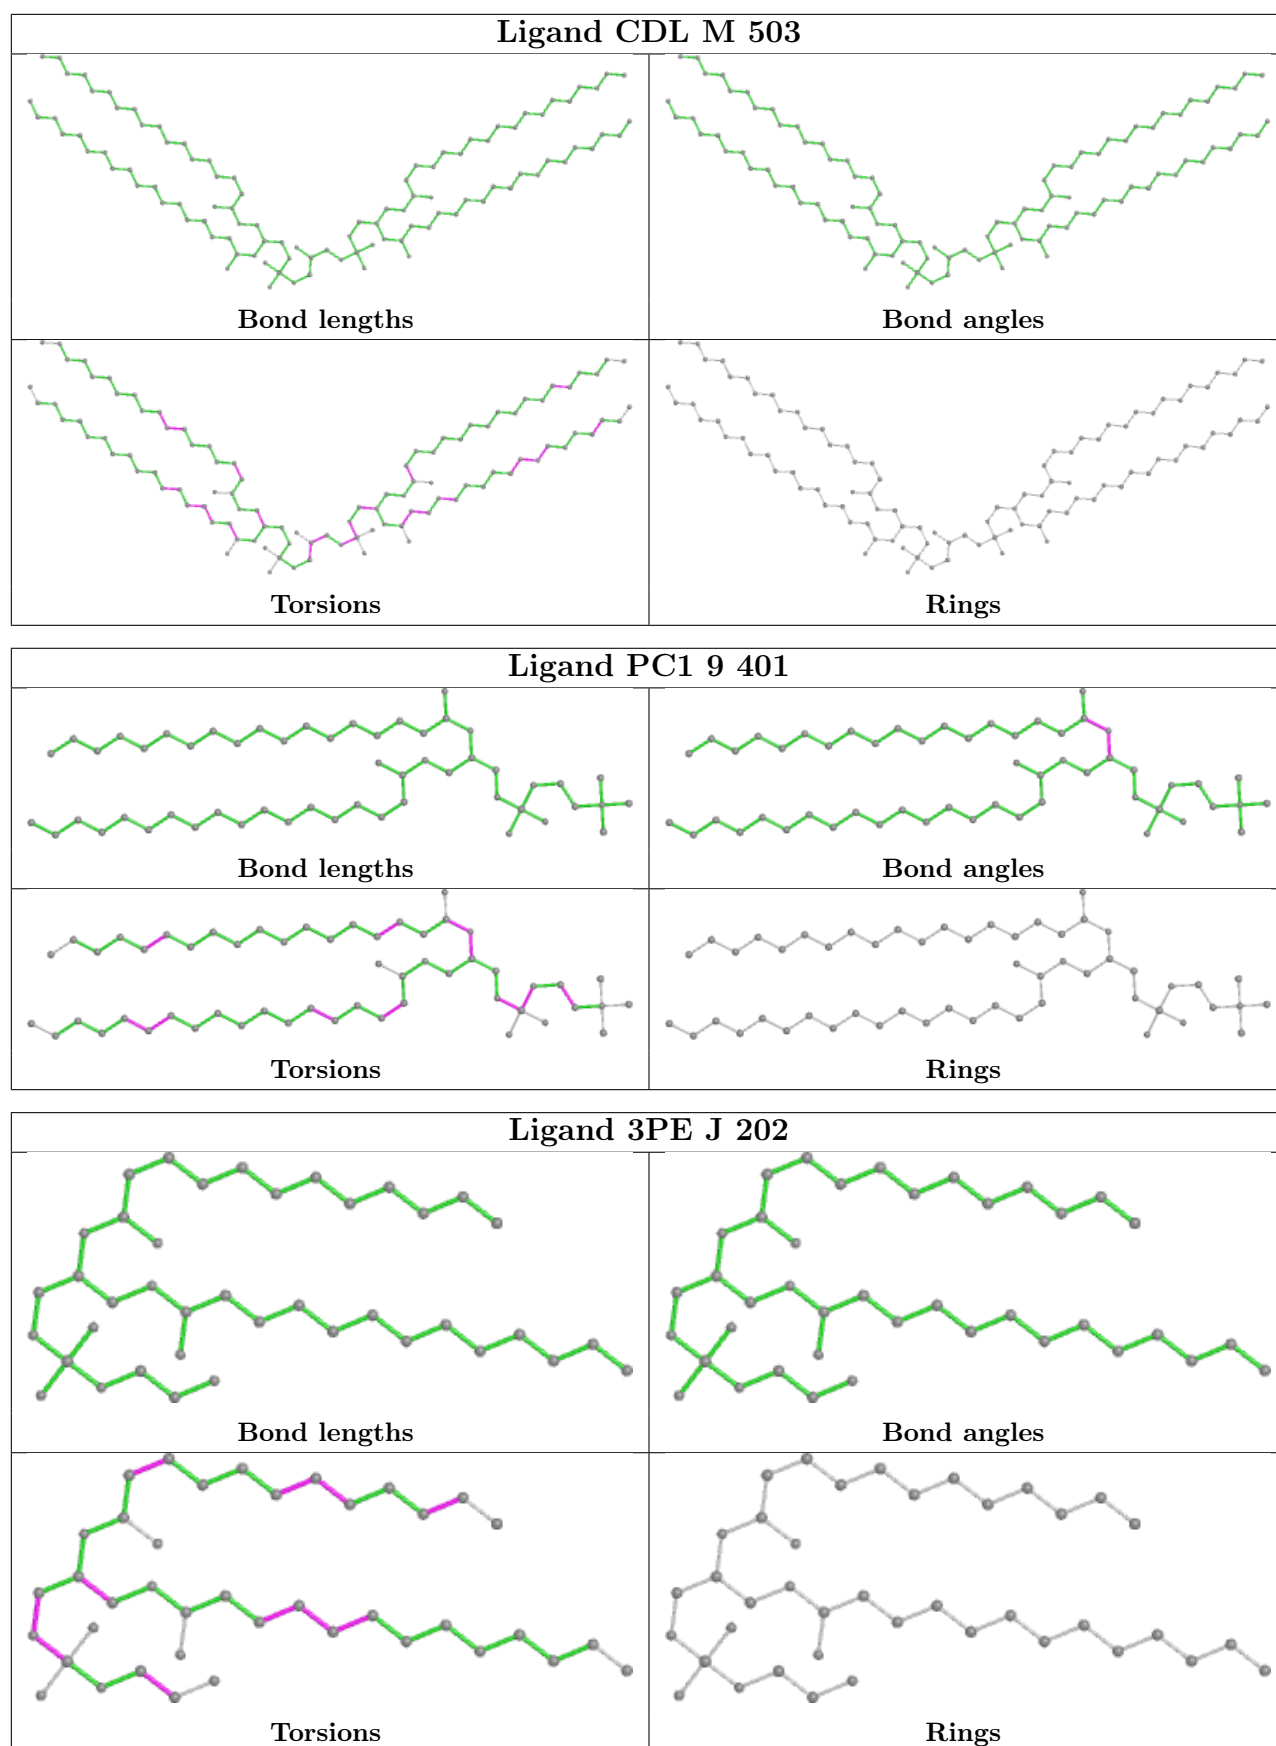 Ligand CDL M 503
Bond lengths
Bond angles
Torsions
Rings
Ligand PC1 9 401
Bond lengths
Bond angles
Torsions
Rings
Ligand 3PE J 202
Bond lengths
Bond angles
Torsions
Rings